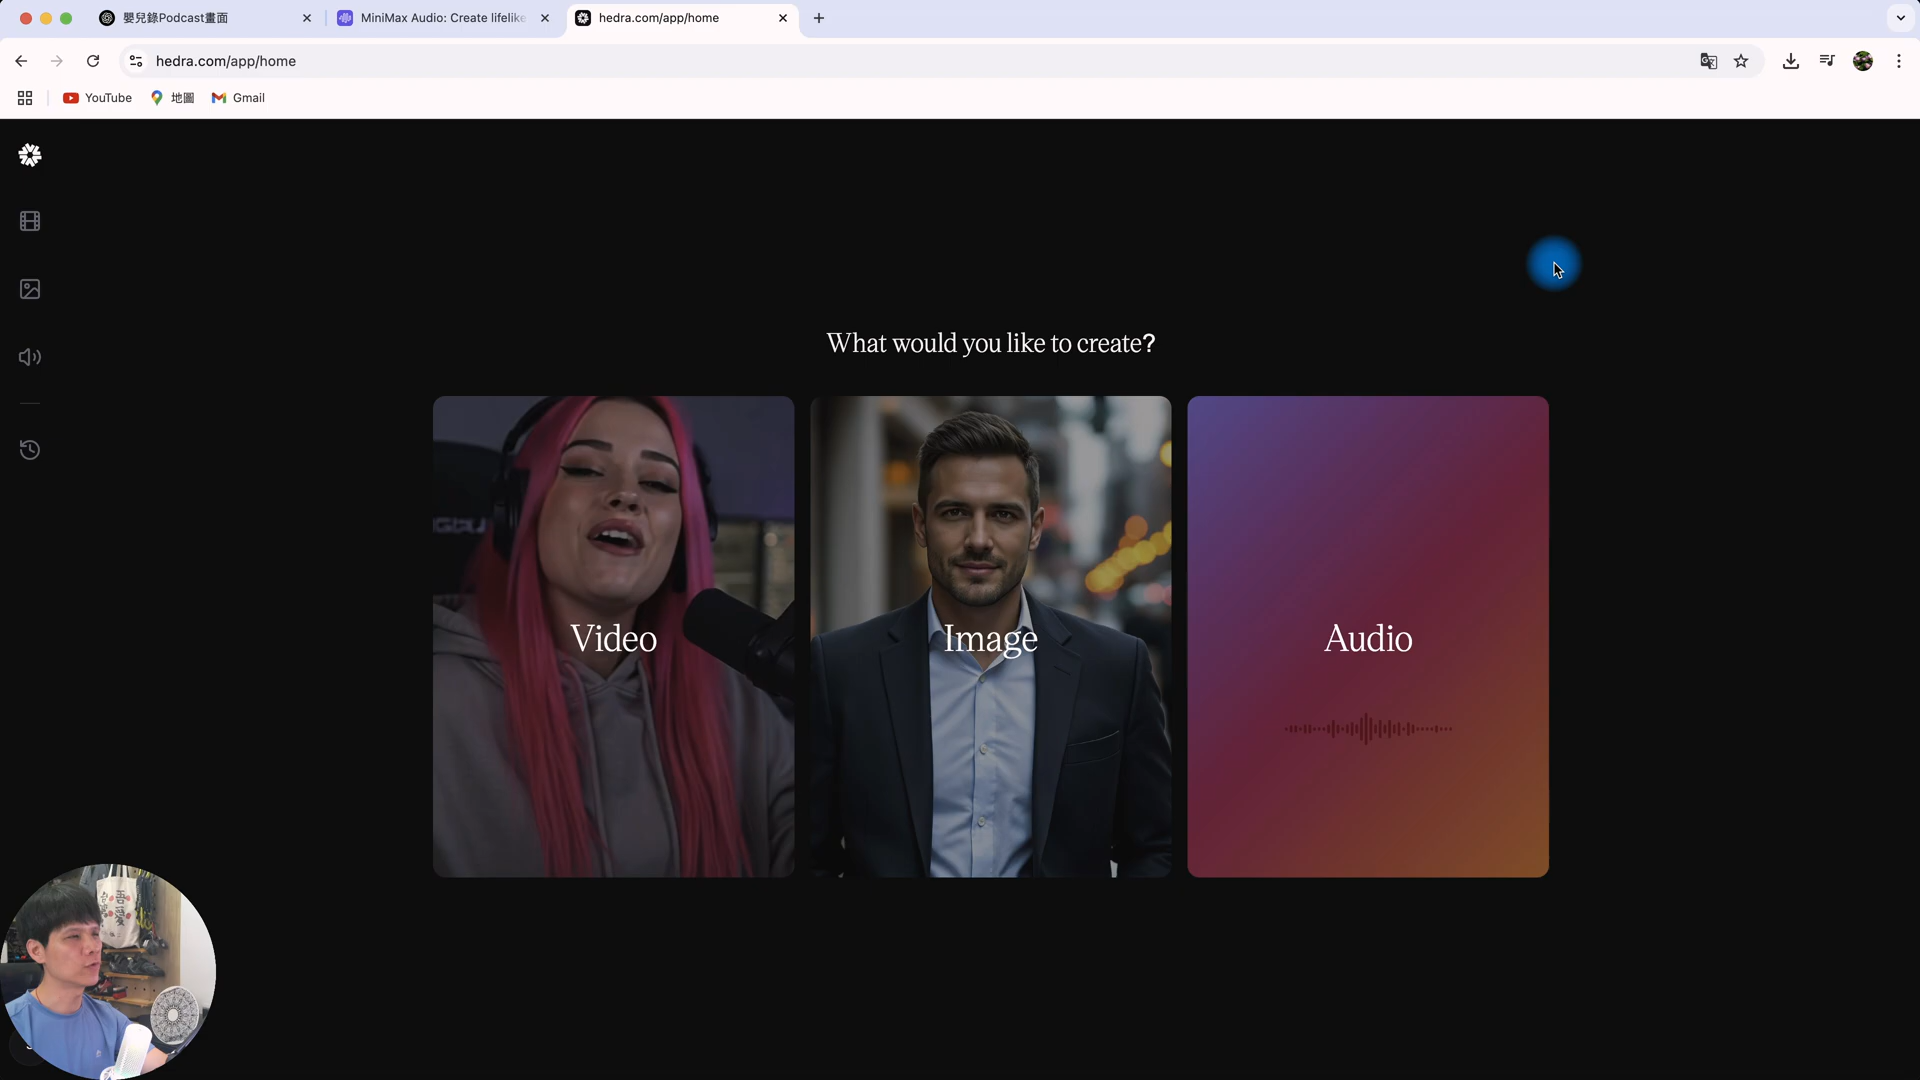 嬰兒錄Podcast畫面
MiniMax Audio: Create lifelike
hedra.com/app/home
hedra.com/app/home
YouTube
地圖
Gmail
What would you like to create?
Video
Image
Audio